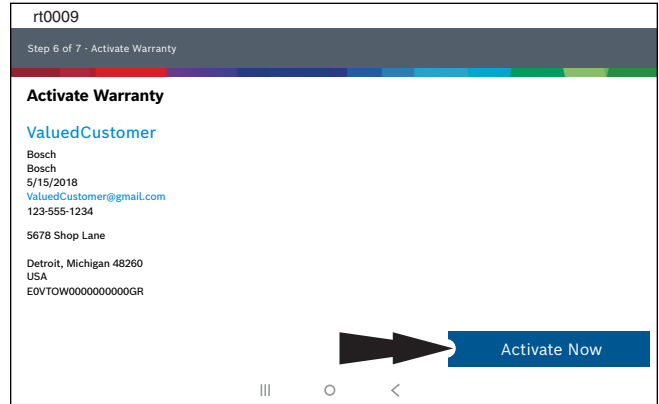 rt0009
Step 6 of 7 - Activate Warranty
Activate Warranty
ValuedCustomer
Bosch
Bosch
5/15/2018
ValuedCustomer@gmail.com
123-555-1234
5678 Shop Lane
Detroit, Michigan 48260
USA
E0VTOW0000000000GR
Activate Now